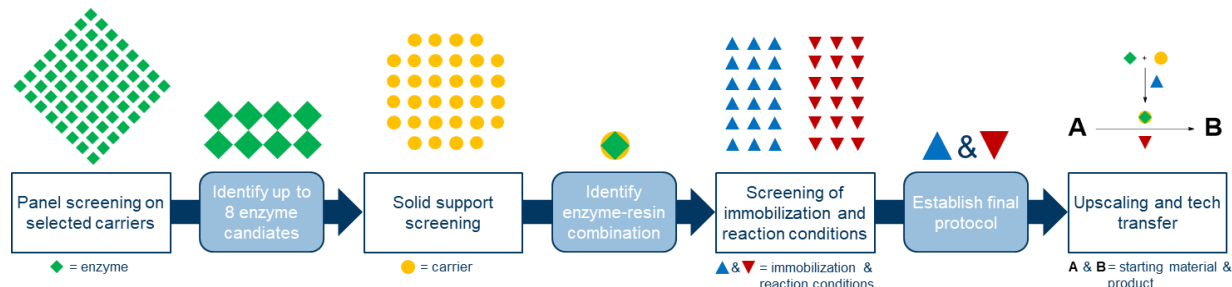 +
A
B
&
Panel screening on
selected carriers
Identify up to
8 enzyme
candiates
Solid support
screening
Identify
enzyme-resin
combination
Screening of
immobilization and
reaction conditions
Establish final
protocol
Upscaling and tech
transfer
= enzyme
= carrier
& = immobilization &
reaction conditions
A & B = starting material &
product